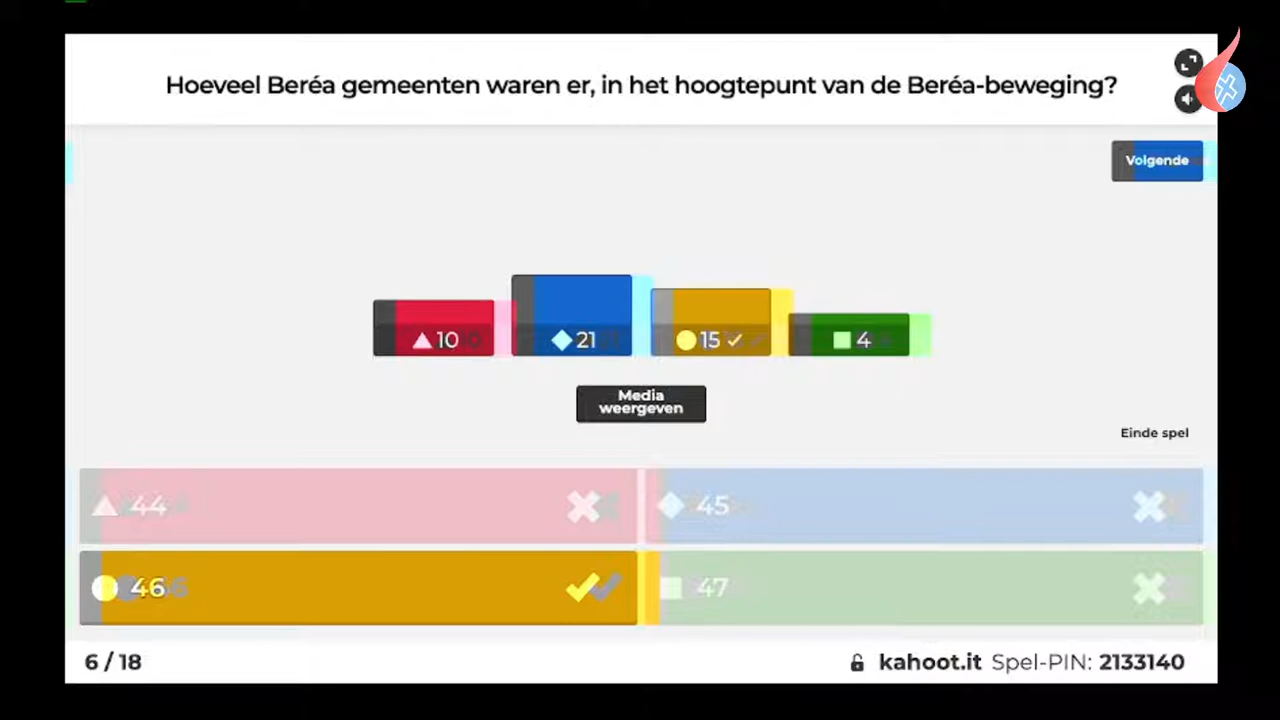 Hoeveel Beréa gemeenten waren er, in het hoogtepunt van de Beréa-beweging?
Volgende
10
21
15
4
Media
weergeven
Einde spel
44
45
46
47
6 / 18
kahoot.it Spel-PIN: 2133140